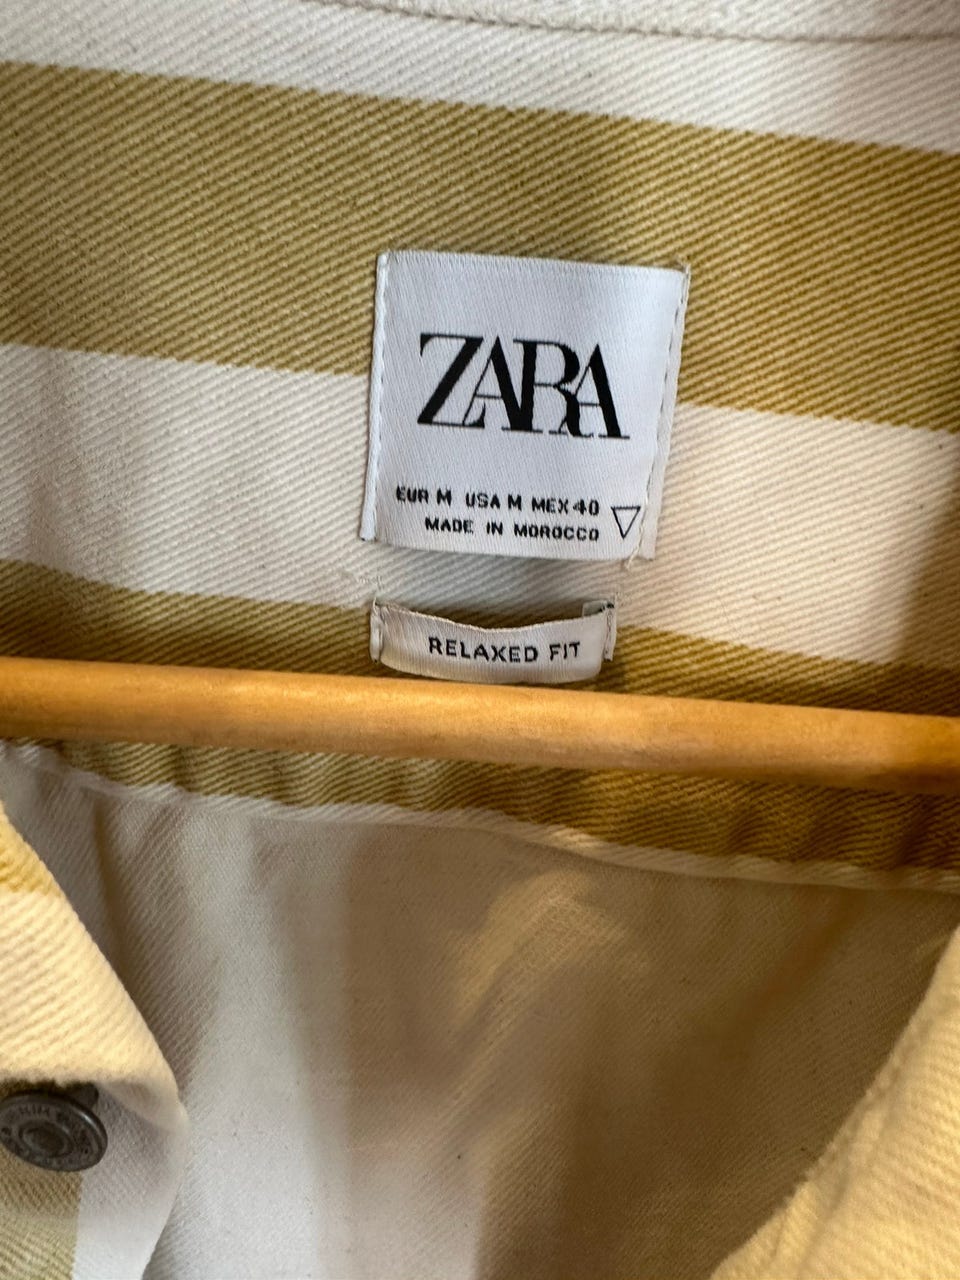 ZARA
EUR M USA M MEX 40
MADE IN MOROCCO
RELAXED FIT